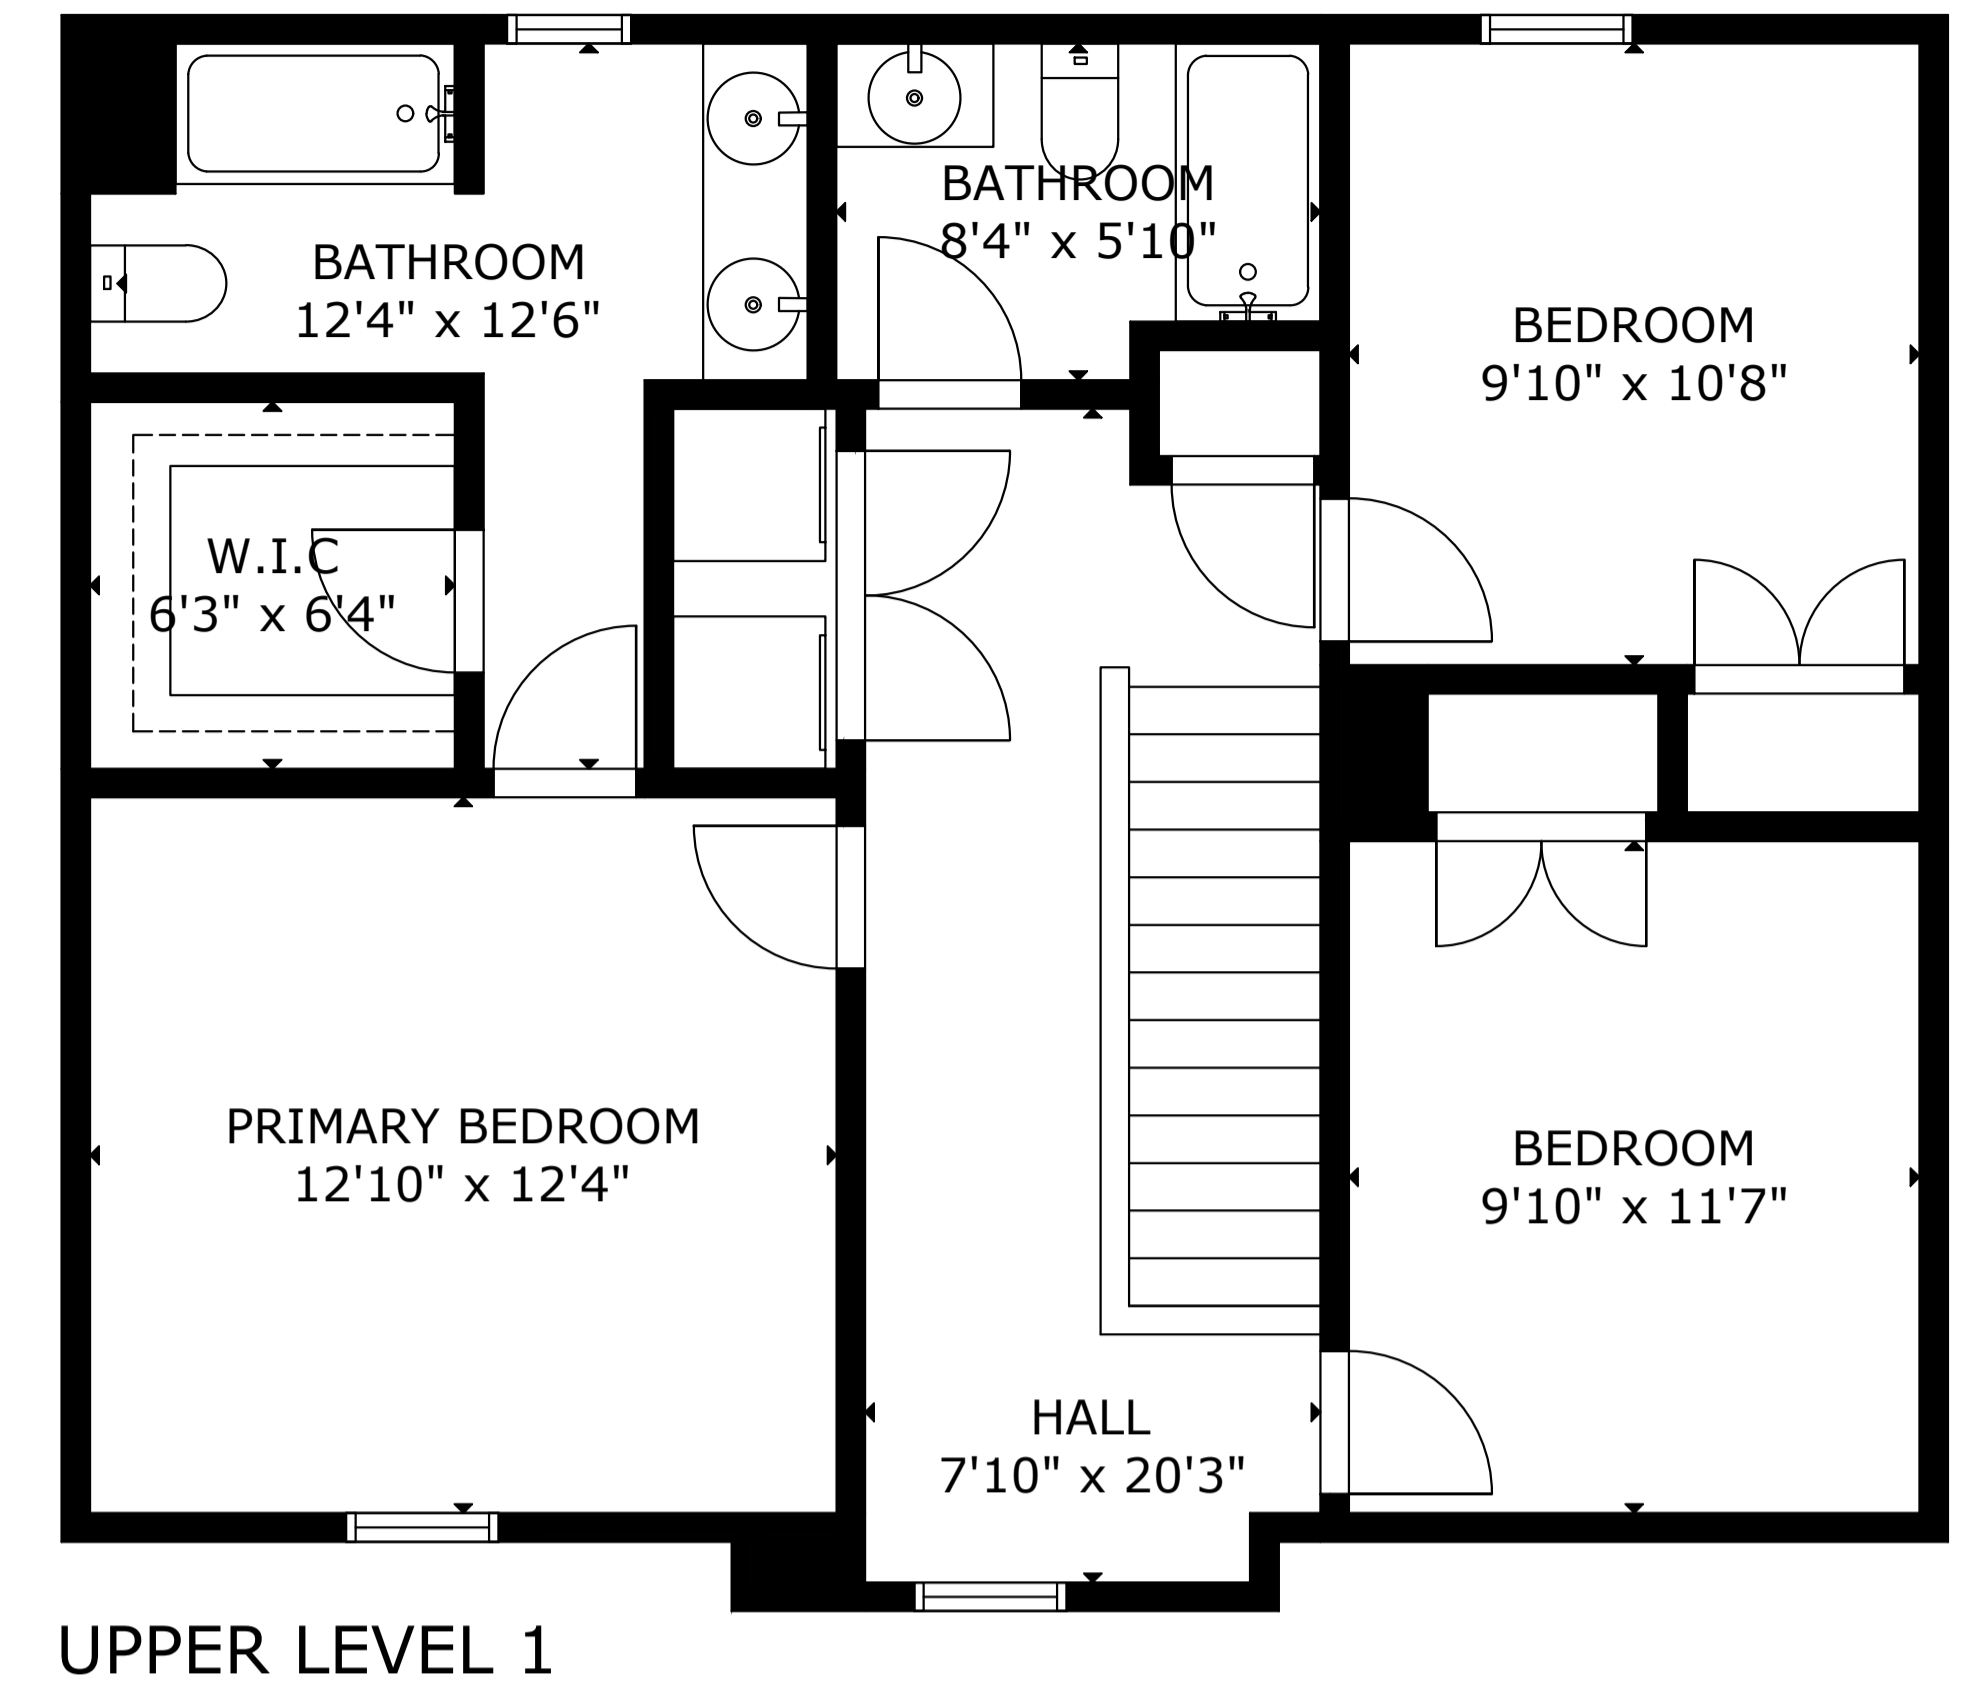 BATHROOM
12'4" x 12'6"
BATHROOM
8'4" x 5'10"
BEDROOM
9'10" x 10'8"
W.I.C
6'3" x 6'4"
PRIMARY BEDROOM
12'10" x 12'4"
BEDROOM
9'10" x 11'7"
HALL
7'10" x 20'3"
UPPER LEVEL 1